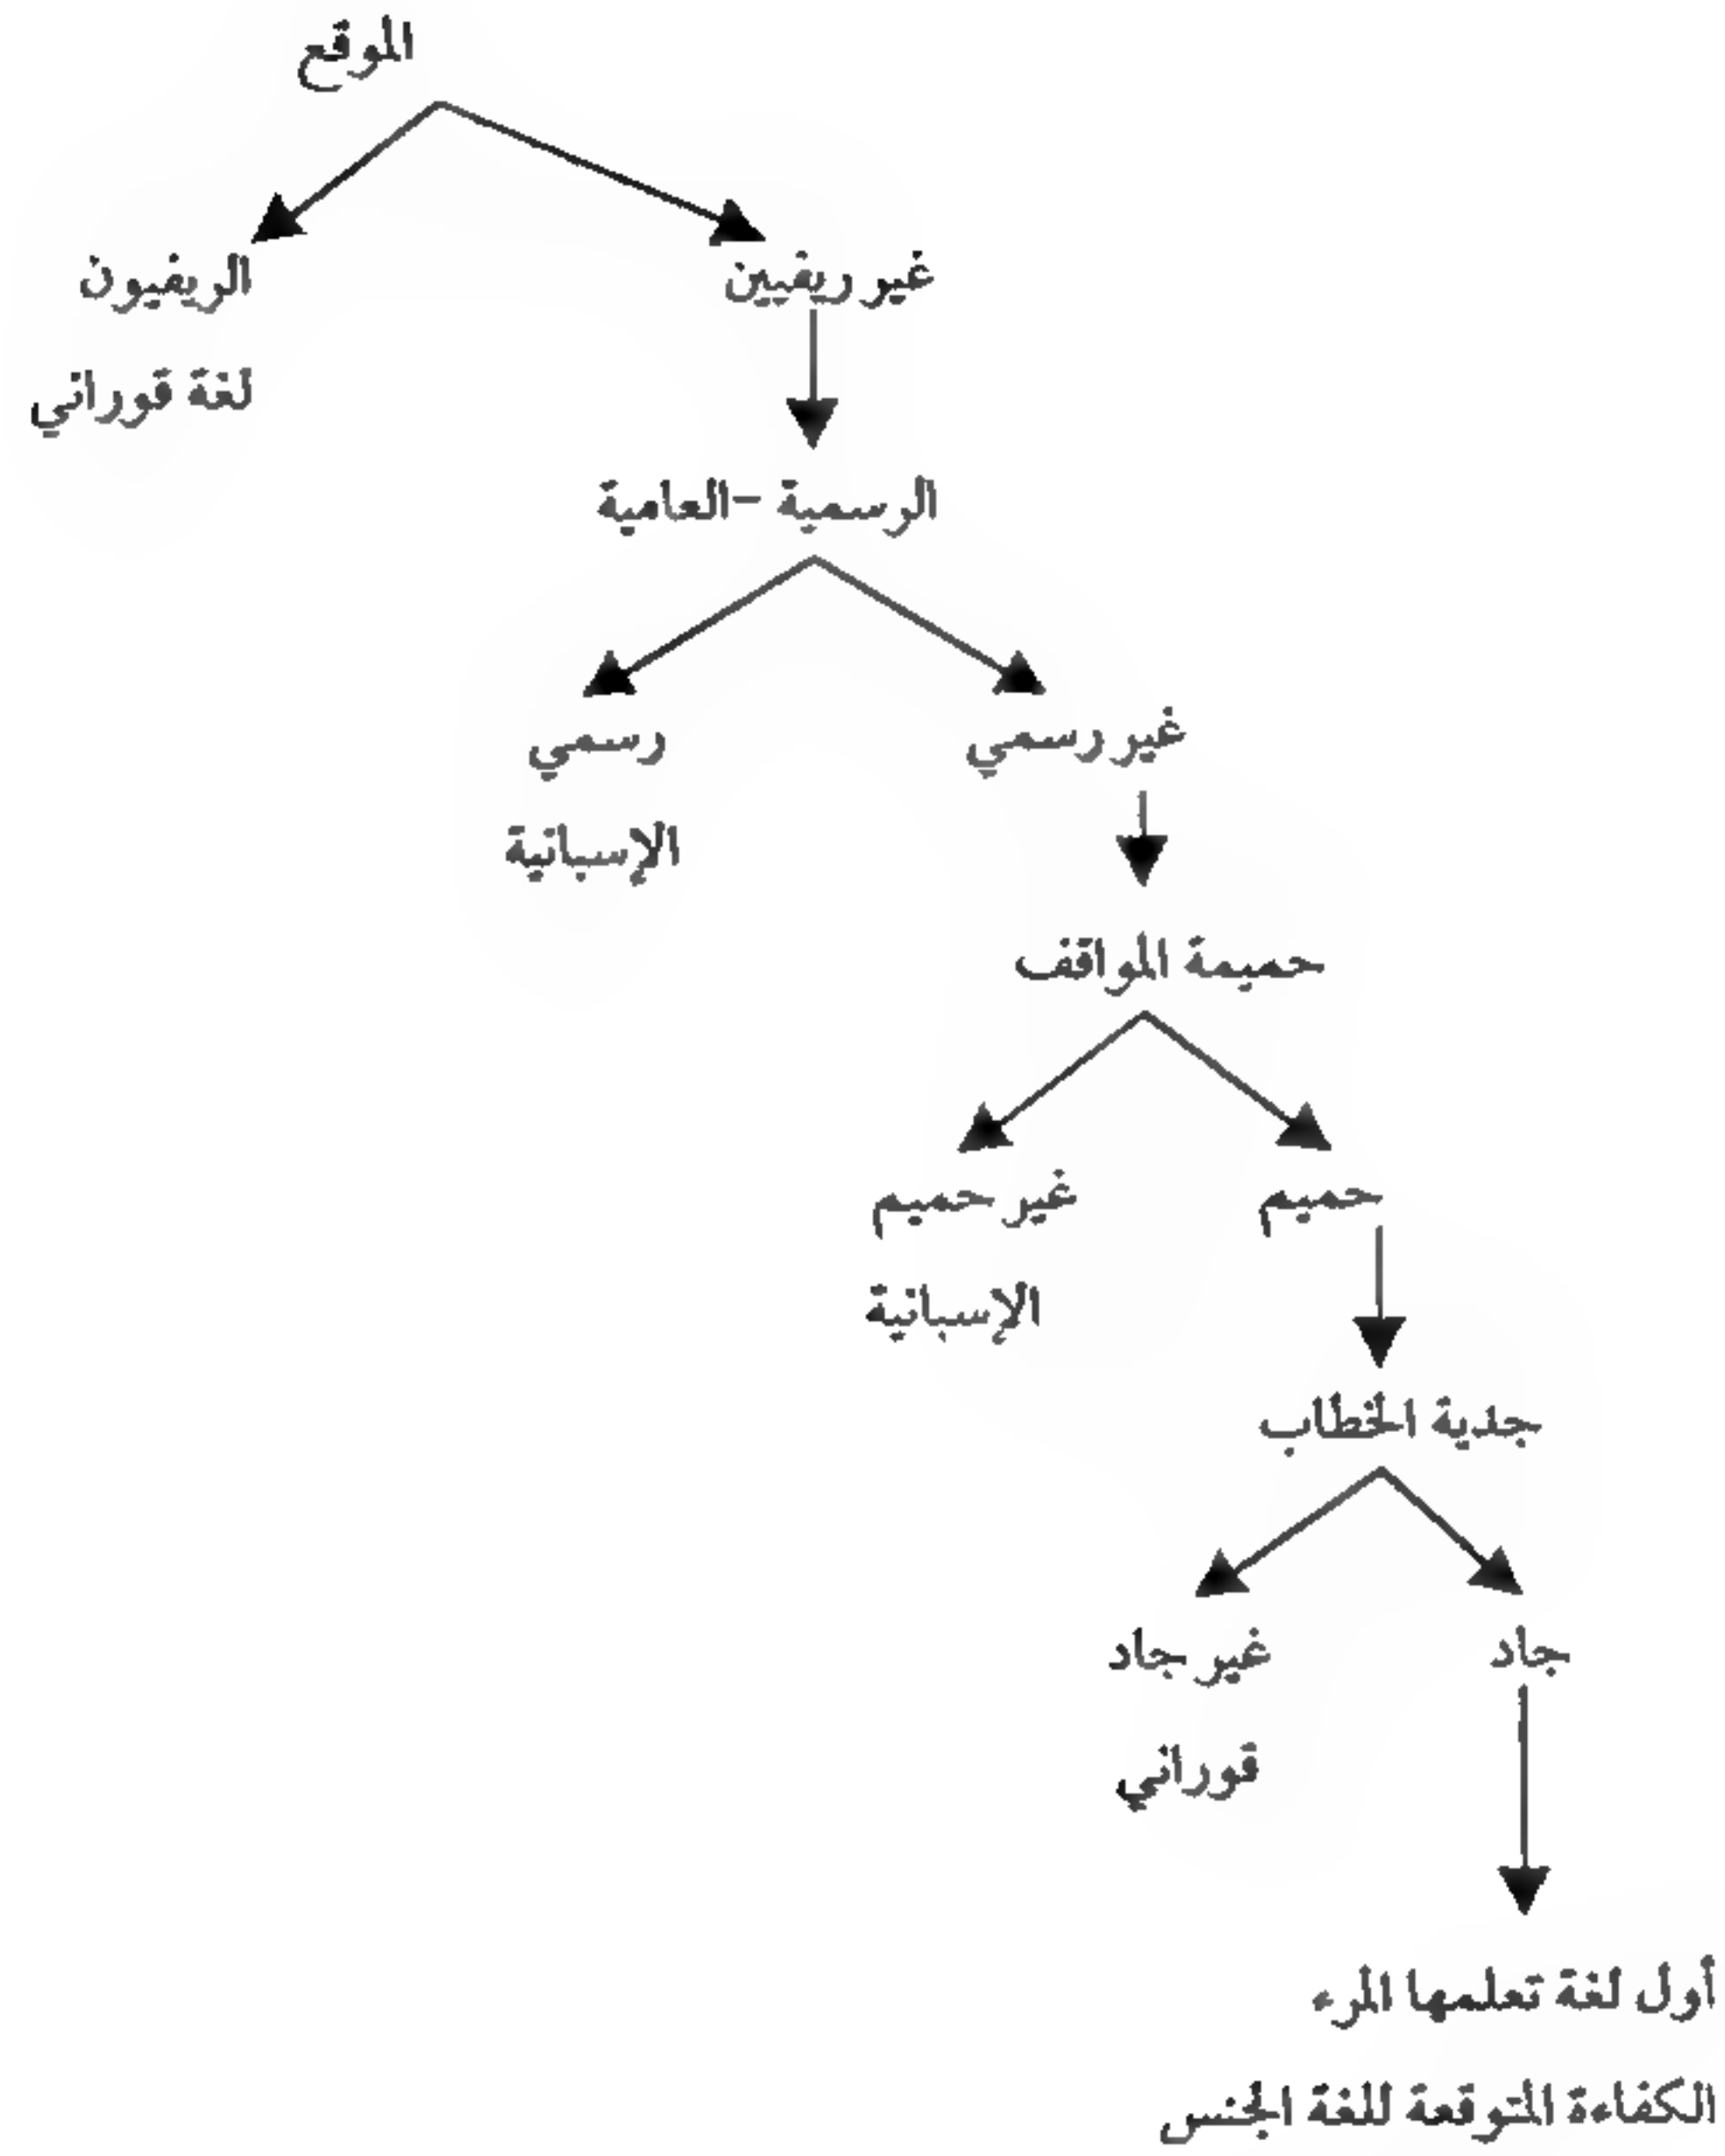 الموقع
غير ريفيين
الريفيون
لغة قوراني
الرسمية -العامية
غير رسمي
رسمي
الإسبانية
حميمة المواقف
حميم
غير حميم
الإسبانية
جدية الخطاب
جاد
غير جاد
قوراني
أول لغة تعلمها المرء
الكفاءة المتوقعة للغة الجنس